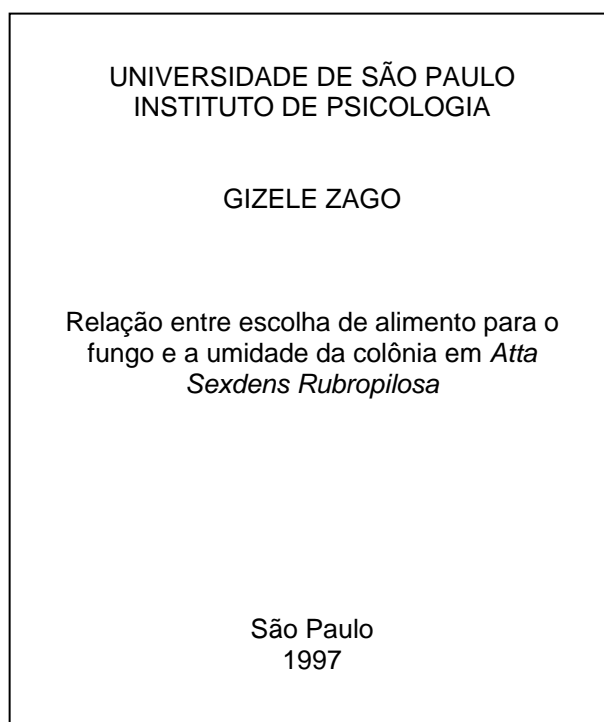 UNIVERSIDADE DE SÃO PAULO
INSTITUTO DE PSICOLOGIA
GIZELE ZAGO
Relação entre escolha de alimento para o
fungo e a umidade da colônia em Atta
Sexdens Rubropilosa
São Paulo
1997